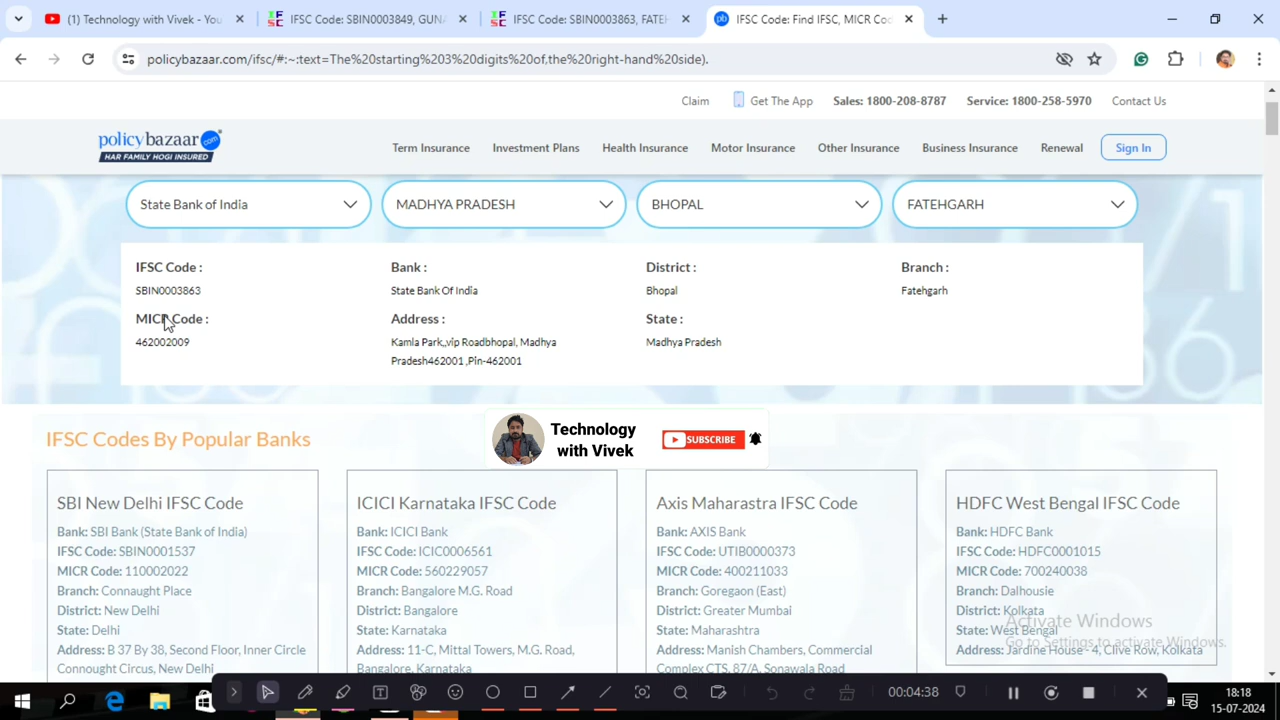 (1) Technology with Vivek - You
IFSC Code: SBIN0003849, GUNA
IFSC Code: SBIN0003863, FATEH
IFSC Code: Find IFSC, MICR Co
policybazaar.com/ifsc/#:~:text=The%20starting%203%20digits%20of,the%20right-hand%20side).
Claim
Get The App
Sales: 1800-208-8787
Service: 1800-258-5970
Contact Us
policybazaar.com
HAR FAMILY HOGI INSURED
Term Insurance
Investment Plans
Health Insurance
Motor Insurance
Other Insurance
Business Insurance
Renewal
Sign In
State Bank of India
MADHYA PRADESH
BHOPAL
FATEHGARH
IFSC Code :
SBIN0003863
Bank :
State Bank Of India
District :
Bhopal
Branch :
Fatehgarh
MICR Code :
462002009
Address :
Kamla Park,,vip Roadbhopal, Madhya
Pradesh462001 ,Pin-462001
State :
Madhya Pradesh
Technology
with Vivek
SUBSCRIBE
IFSC Codes By Popular Banks
SBI New Delhi IFSC Code
Bank: SBI Bank (State Bank of India)
IFSC Code: SBIN0001537
MICR Code: 110002022
Branch: Connaught Place
District: New Delhi
State: Delhi
Address: B 37 By 38, Second Floor, Inner Circle
Connought Circus, New Delhi
ICICI Karnataka IFSC Code
Bank: ICICI Bank
IFSC Code: ICIC0006561
MICR Code: 560229057
Branch: Bangalore M.G. Road
District: Bangalore
State: Karnataka
Address: 11-C, Mittal Towers, M.G. Road,
Bangalore, Karnataka
Axis Maharastra IFSC Code
Bank: AXIS Bank
IFSC Code: UTIB0000373
MICR Code: 400211033
Branch: Goregaon (East)
District: Greater Mumbai
State: Maharashtra
Address: Manish Chambers, Commercial
Complex CTS, 87/A, Sonawala Road
HDFC West Bengal IFSC Code
Bank: HDFC Bank
IFSC Code: HDFC0001015
MICR Code: 700240038
Branch: Dalhousie
District: Kolkata
State: West Bengal
Address: Jardine House - 4, Clive Row, Kolkata
Activate Windows
Go to Settings to activate Windows.
00:04:38
18:18
15-07-2024